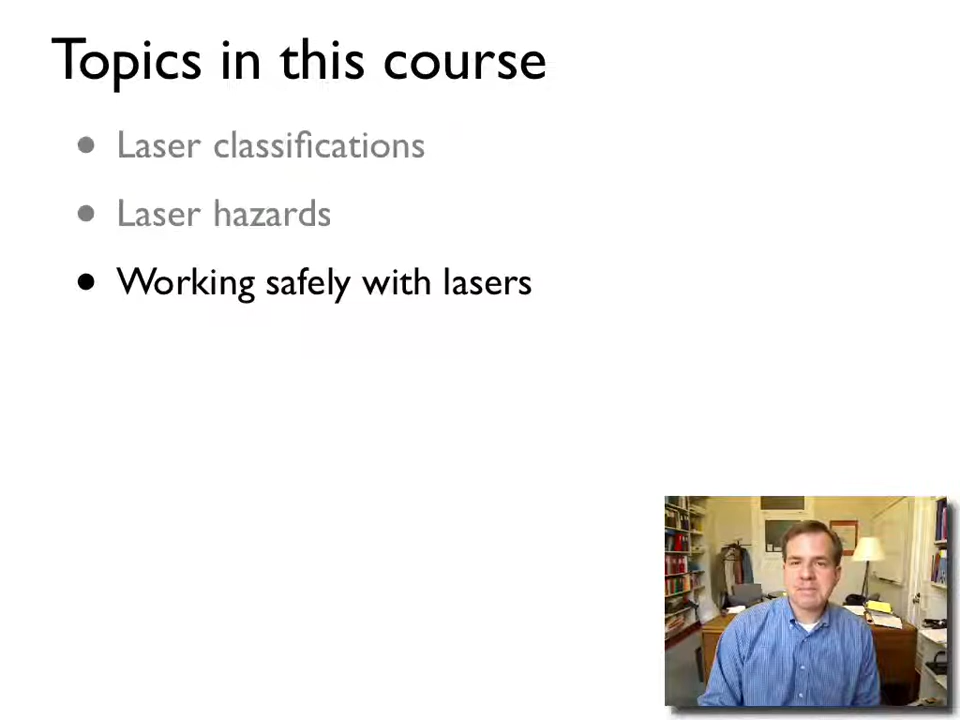 Topics in this course
• Laser classifications
• Laser hazards
• Working safely with lasers